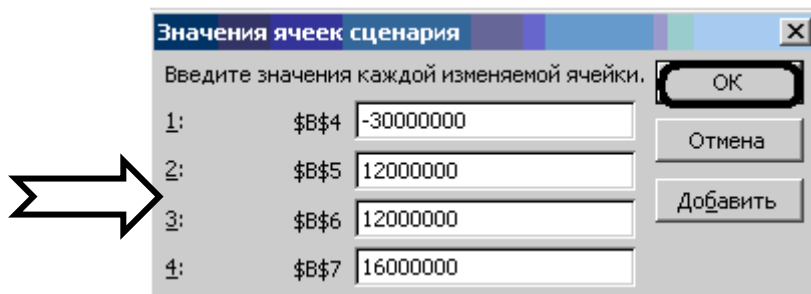 Значения ячеек сценария
Введите значения каждой изменяемой ячейки.
ОК
1: $B$4 -30000000
Отмена
2: $B$5 12000000
Добавить
3: $B$6 12000000
4: $B$7 16000000